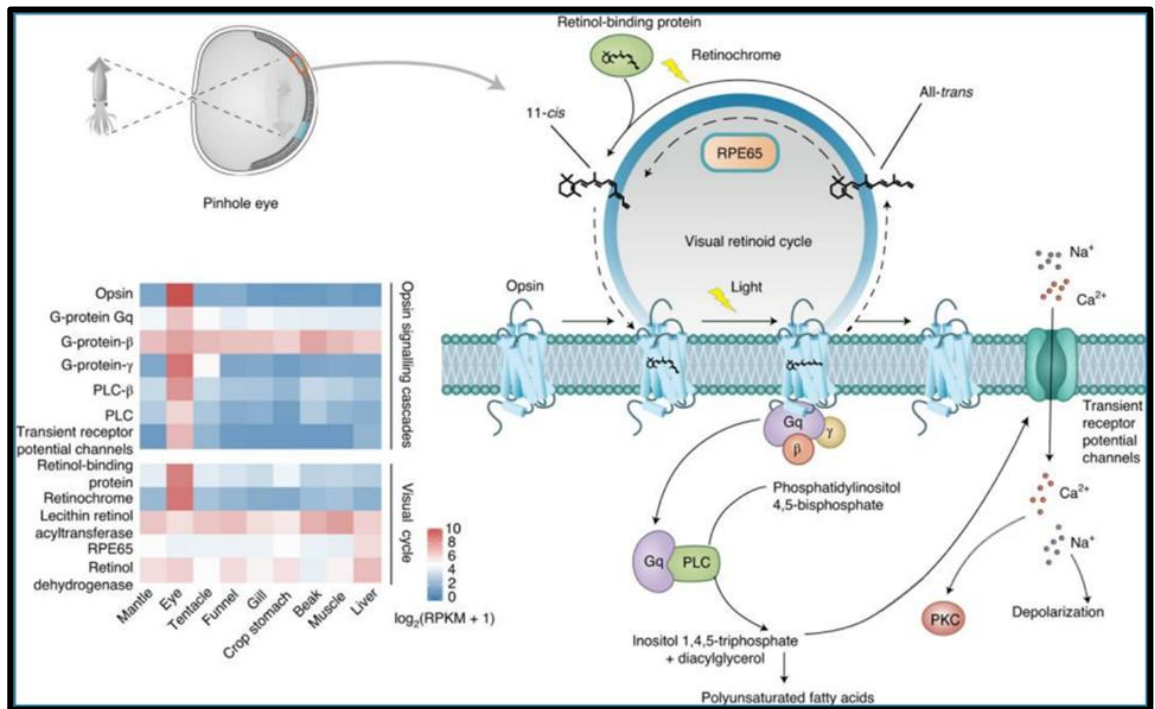 Retinol-binding protein
Retinochrome
All-trans
11-cis
RPE65
Visual retinoid cycle
Pinhole eye
Opsin
Light
Na+
Ca2+
Gq
β
γ
Transient
receptor
potential
channels
Phosphatidylinositol
4,5-bisphosphate
Gq
PLC
Ca2+
Na+
PKC
Depolarization
Inositol 1,4,5-triphosphate
+ diacylglycerol
Polyunsaturated fatty acids
Opsin
G-protein Gq
G-protein-β
G-protein-γ
PLC-β
PLC
Transient receptor
potential channels
Retinol-binding
protein
Retinochrome
Lecithin retinol
acyltransferase
RPE65
Retinol
dehydrogenase
Opsin signalling cascades
Visual cycle
Mantle
Eye
Tentacle
Funnel
Gill
Crop stomach
Beak
Muscle
Liver
10
8
6
4
2
0
log2(RPKM + 1)